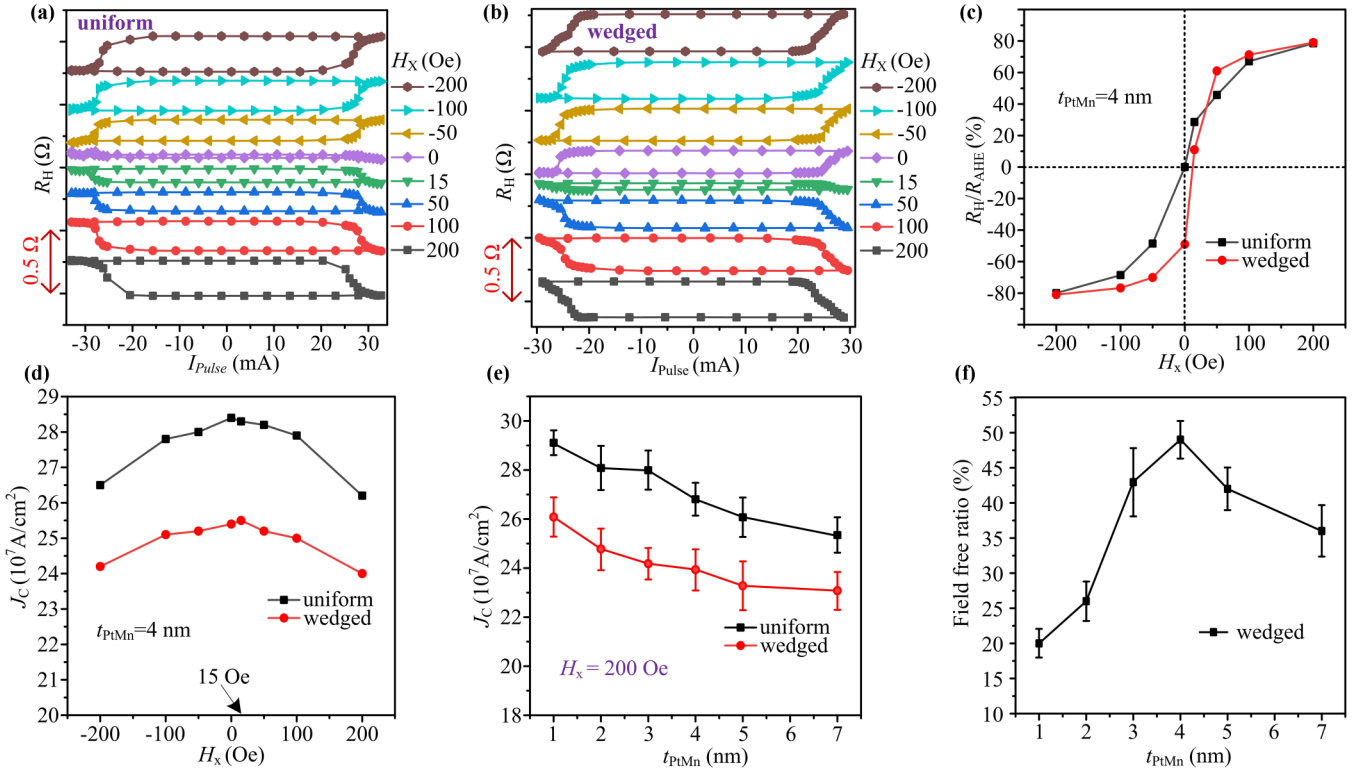 (a)
uniform
R_H (Ω)
0.5 Ω
-30 -20 -10 0 10 20 30
I_Pulse (mA)
H_X (Oe)
-200
-100
-50
0
15
50
100
200
(b)
wedged
R_H (Ω)
0.5 Ω
-30 -20 -10 0 10 20 30
I_Pulse (mA)
H_X (Oe)
-200
-100
-50
0
15
50
100
200
(c)
80
60
40
20
0
-20
-40
-60
-80
R_H/R_AHE (%)
t_PtMn=4 nm
uniform
wedged
-200 -100 0 100 200
H_x (Oe)
(d)
29
28
27
26
25
24
23
22
21
20
J_C (10^7A/cm^2)
uniform
wedged
t_PtMn=4 nm
15 Oe
-200 -100 0 100 200
H_x (Oe)
(e)
30
28
26
24
22
20
18
J_C (10^7A/cm^2)
uniform
wedged
H_x = 200 Oe
1 2 3 4 5 6 7
t_PtMn (nm)
(f)
55
50
45
40
35
30
25
20
15
10
Field free ratio (%)
wedged
1 2 3 4 5 6 7
t_PtMn (nm)